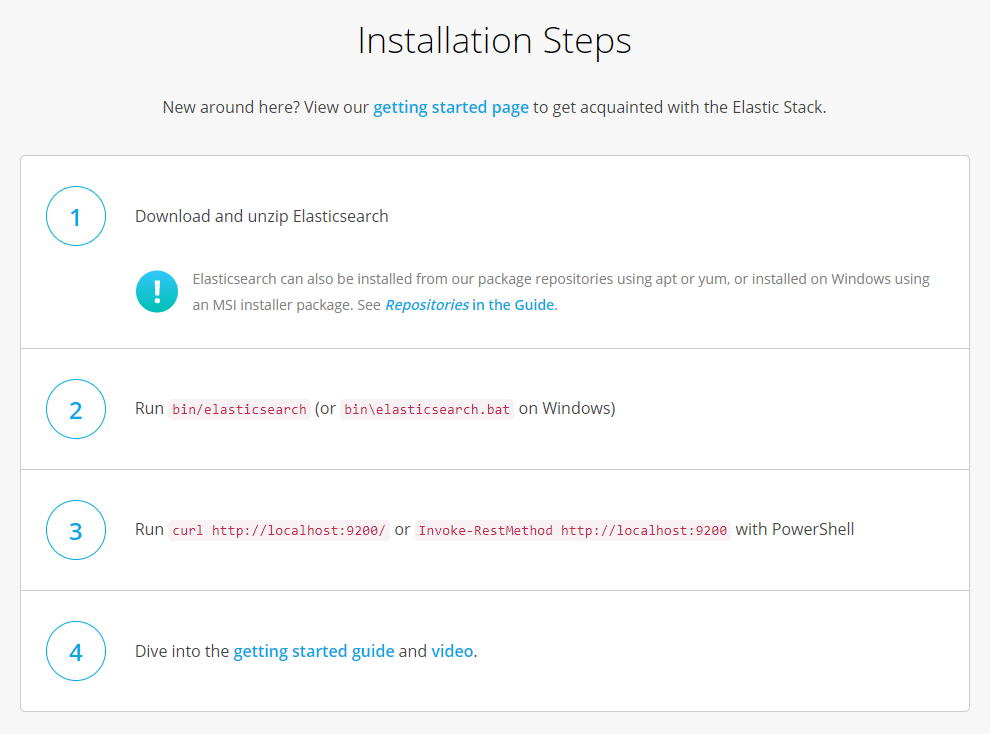 Installation Steps
New around here? View our getting started page to get acquainted with the Elastic Stack.
1
Download and unzip Elasticsearch
!
Elasticsearch can also be installed from our package repositories using apt or yum, or installed on Windows using
an MSI installer package. See Repositories in the Guide.
2
Run bin/elasticsearch (or bin\elasticsearch.bat on Windows)
3
Run curl http://localhost:9200/ or Invoke-RestMethod http://localhost:9200 with PowerShell
4
Dive into the getting started guide and video.